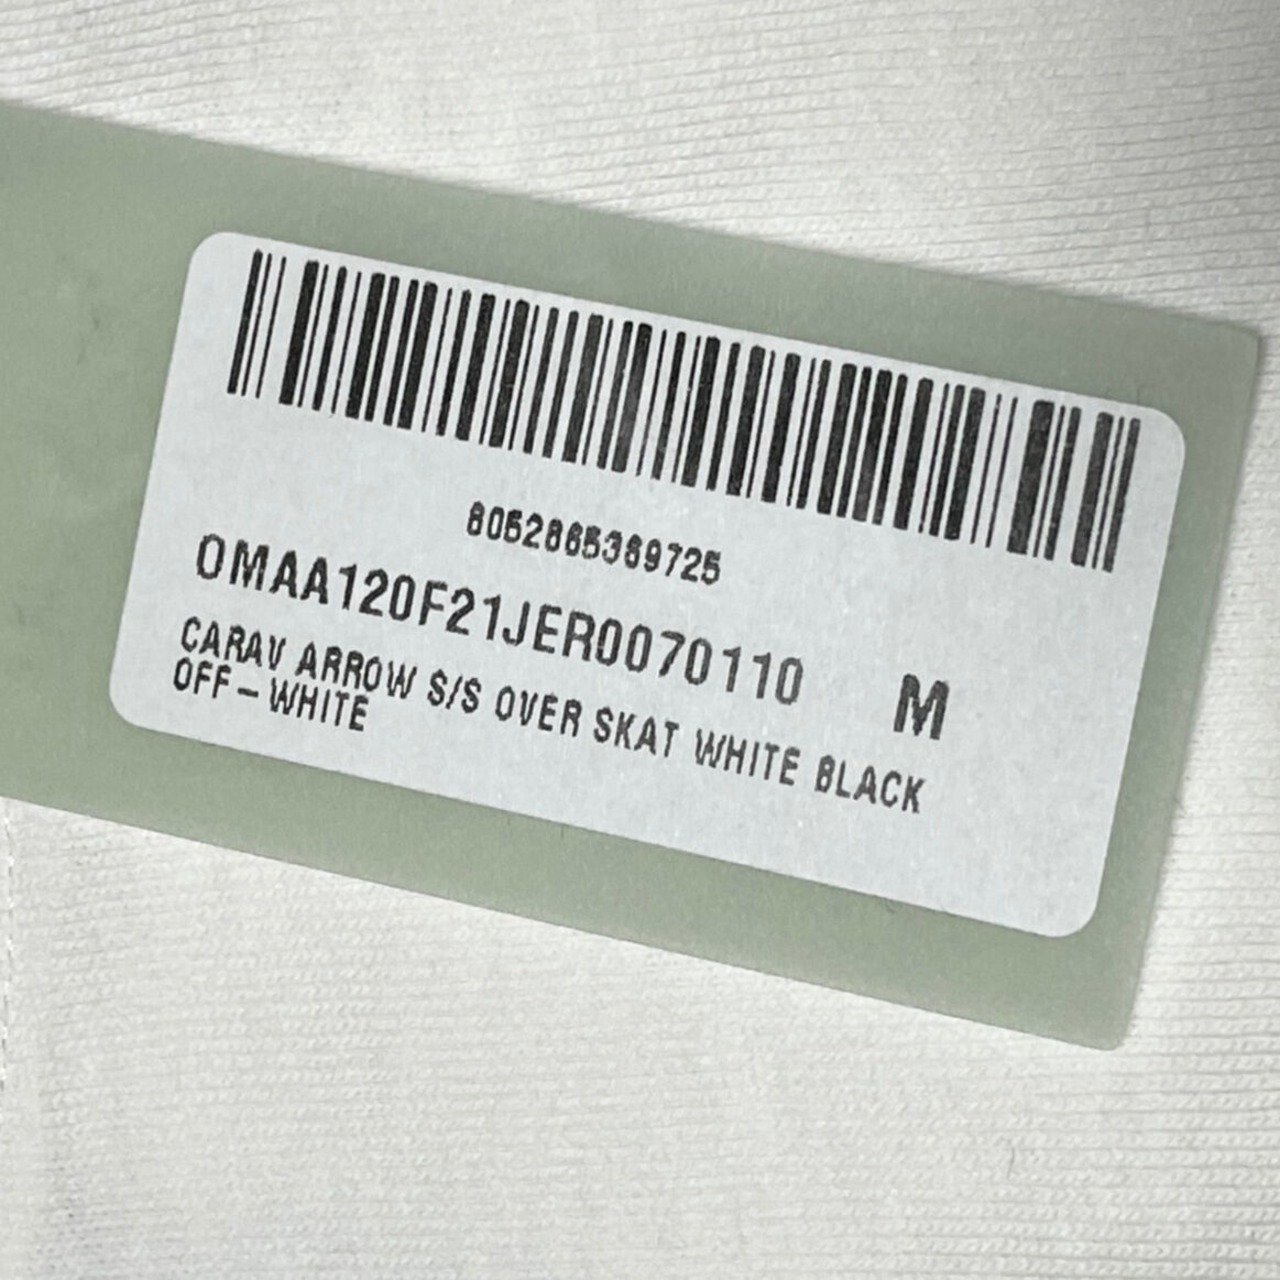 8052865369725
OMAA120F21JER0070110 M
CARAV ARROW S/S OVER SKAT WHITE BLACK
OFF-WHITE